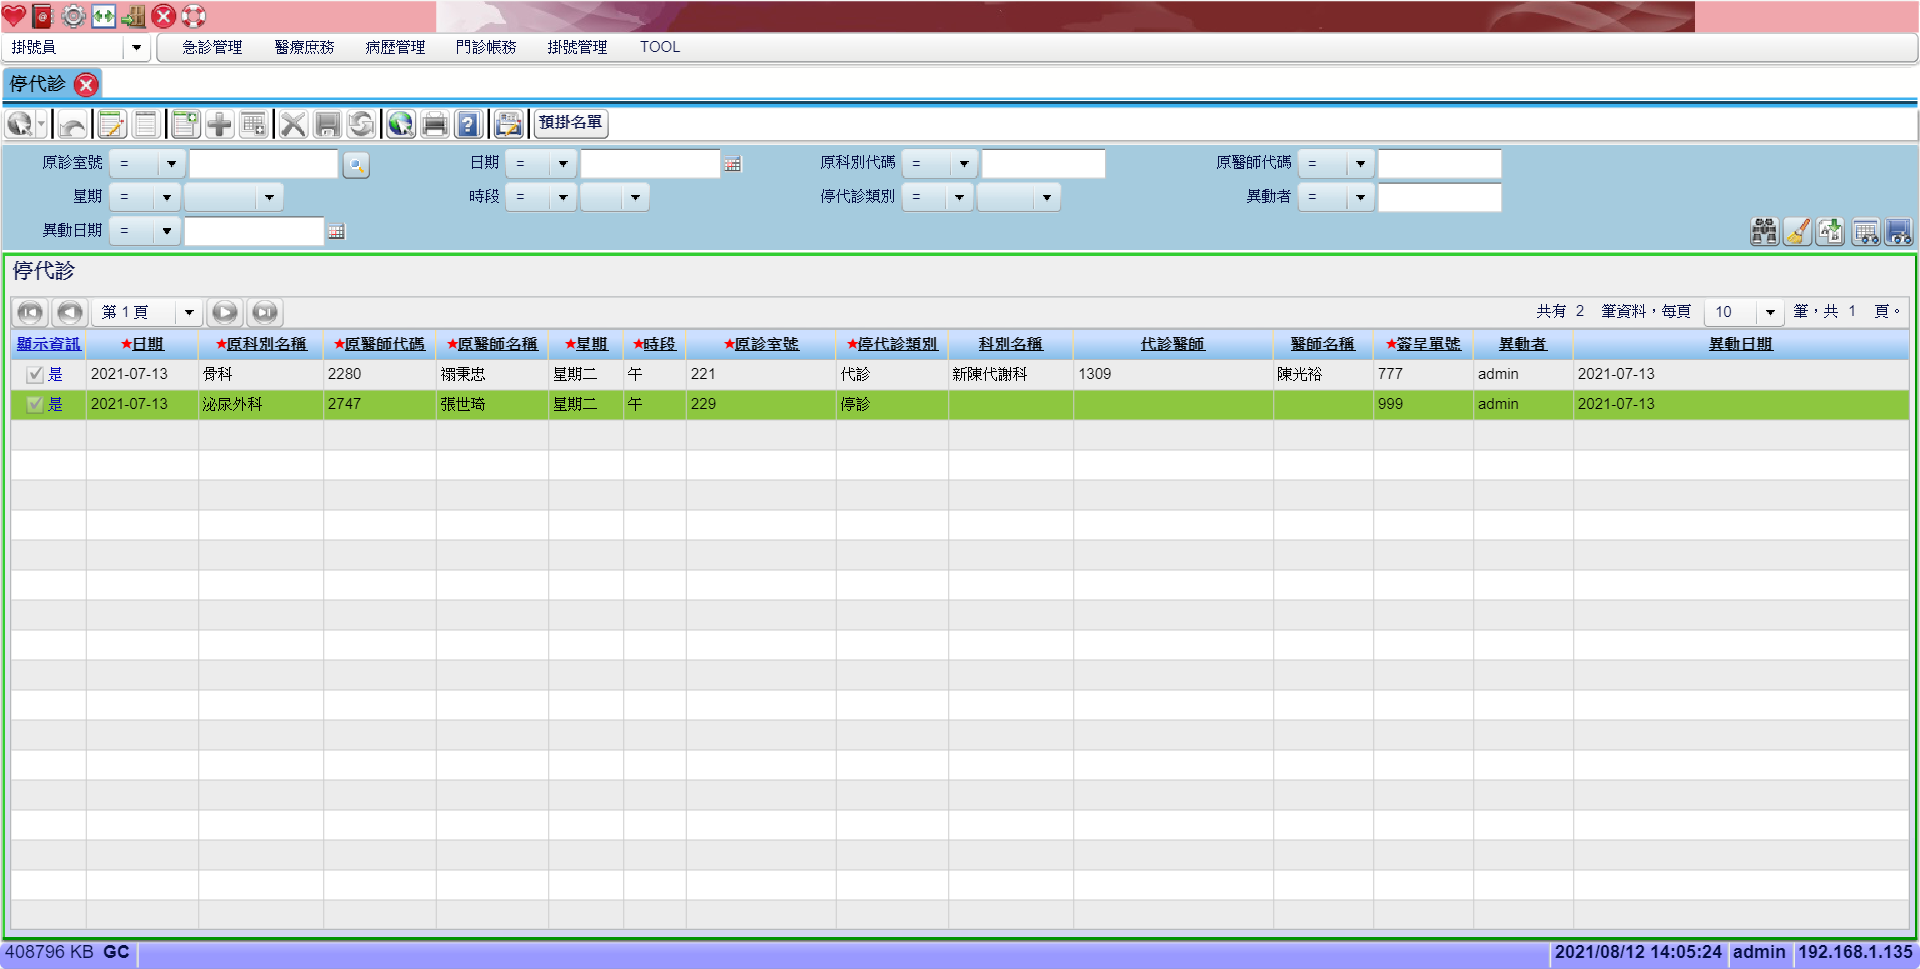 掛號員 急診管理 醫療庶務 病歷管理 門診帳務 掛號管理 TOOL
停代診
預掛名單
原診室號 = 日期 = 原科別代碼 = 原醫師代碼 =
星期 = 時段 = 停代診類別 = 異動者 =
異動日期 =
停代診
第 1 頁 共有 2 筆資料，每頁 10 筆，共 1 頁。
顯示資訊 ★日期 ★原科別名稱 ★原醫師代碼 ★原醫師名稱 ★星期 ★時段 ★原診室號 ★停代診類別 科別名稱 代診醫師 醫師名稱 ★簽呈單號 異動者 異動日期
是 2021-07-13 骨科 2280 禤秉忠 星期二 午 221 代診 新陳代謝科 1309 陳光裕 777 admin 2021-07-13
是 2021-07-13 泌尿外科 2747 張世琦 星期二 午 229 停診 999 admin 2021-07-13
408796 KB GC 2021/08/12 14:05:24 admin 192.168.1.135